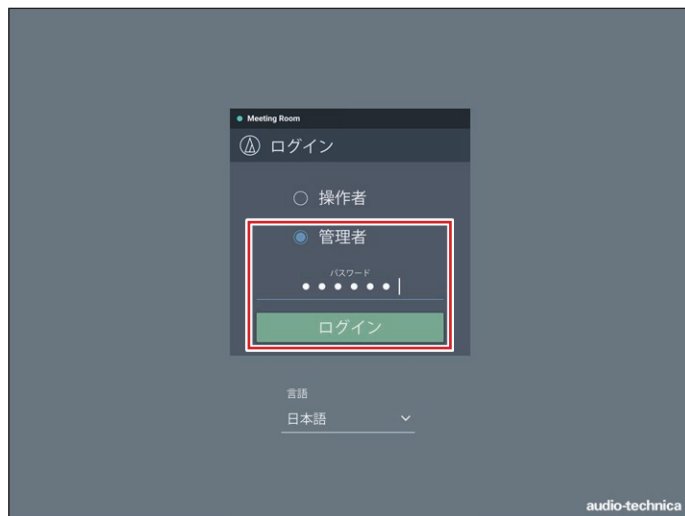 Meeting Room
ログイン
操作者
管理者
パスワード
ログイン
言語
日本語
audio-technica